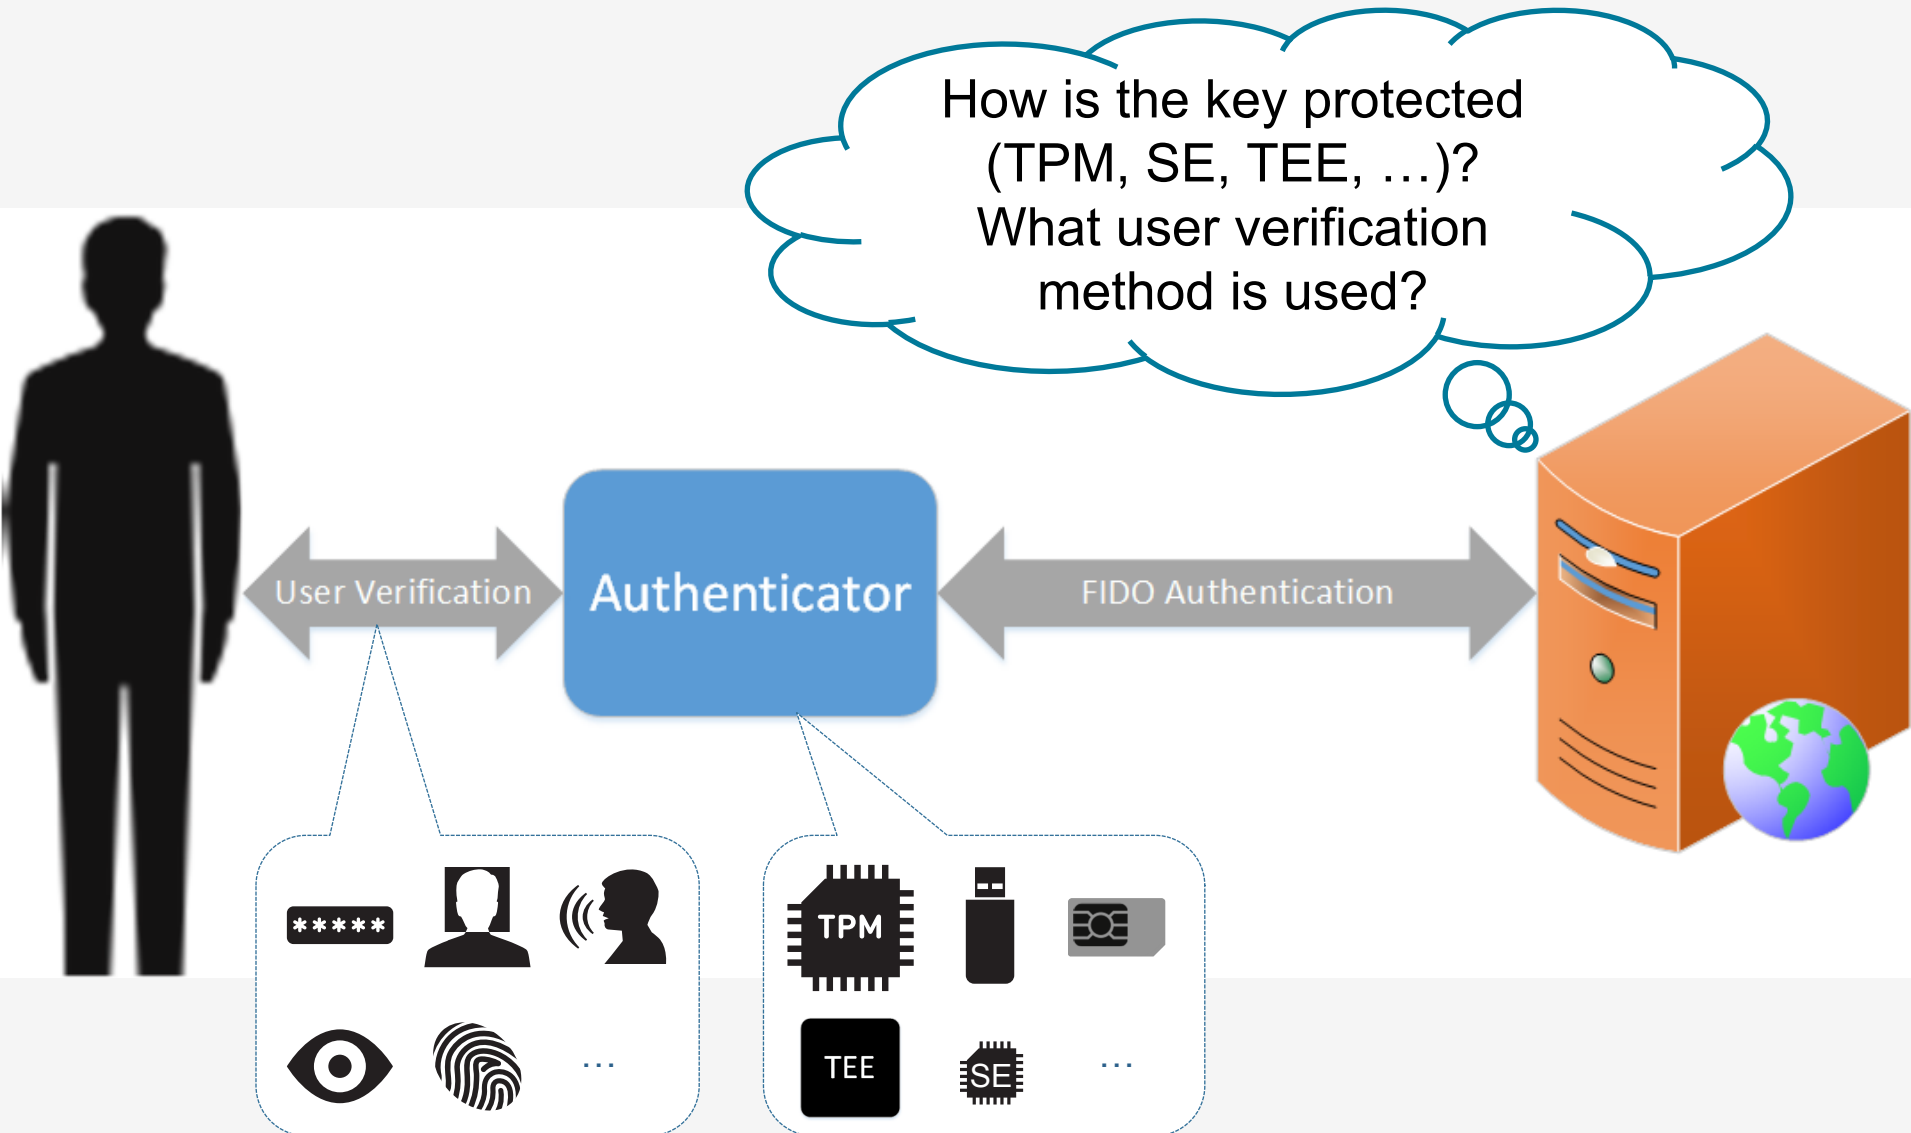 How is the key protected
(TPM, SE, TEE, …)?
What user verification
method is used?
User Verification
Authenticator
FIDO Authentication
*****
TPM
TEE
SE
...
...